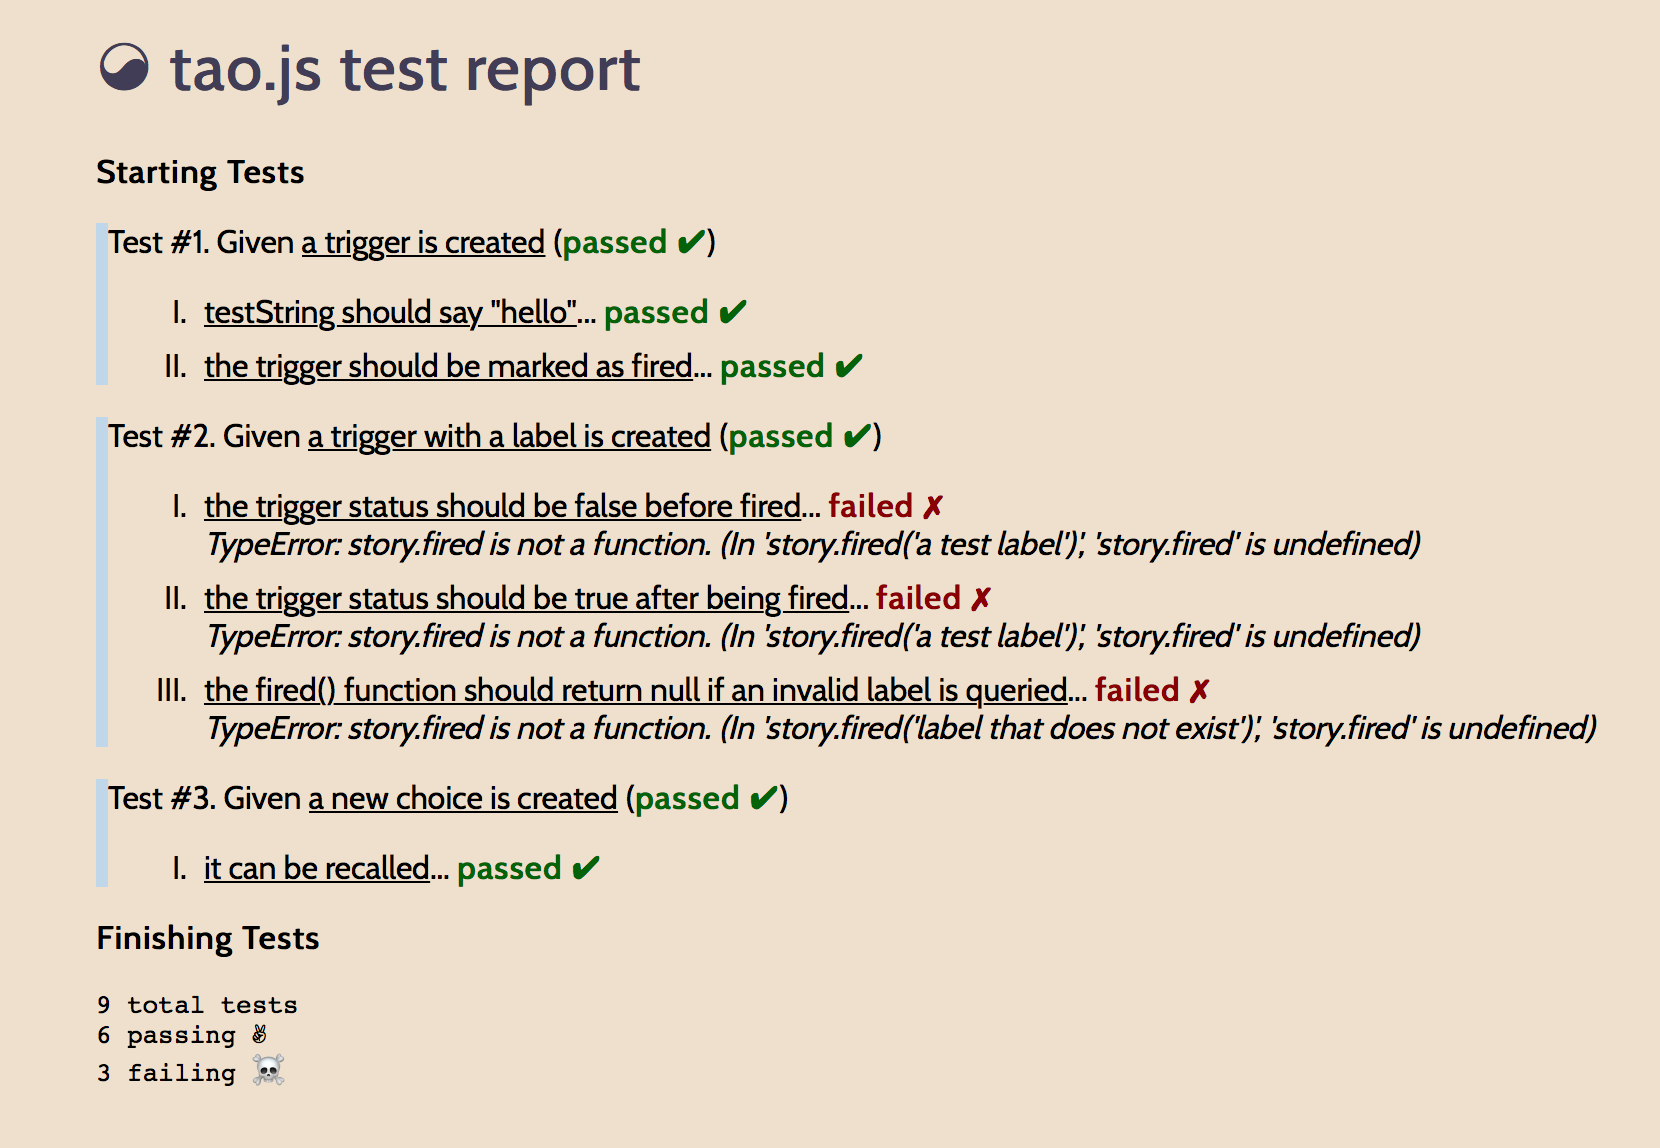 tao.js test report
Starting Tests
Test #1. Given a trigger is created (passed ✔)
I. testString should say "hello"... passed ✔
II. the trigger should be marked as fired... passed ✔
Test #2. Given a trigger with a label is created (passed ✔)
I. the trigger status should be false before fired... failed ✗
TypeError: story.fired is not a function. (In 'story.fired('a test label')', 'story.fired' is undefined)
II. the trigger status should be true after being fired... failed ✗
TypeError: story.fired is not a function. (In 'story.fired('a test label')', 'story.fired' is undefined)
III. the fired() function should return null if an invalid label is queried... failed ✗
TypeError: story.fired is not a function. (In 'story.fired('label that does not exist')', 'story.fired' is undefined)
Test #3. Given a new choice is created (passed ✔)
I. it can be recalled... passed ✔
Finishing Tests
9 total tests
6 passing ✌
3 failing ☠